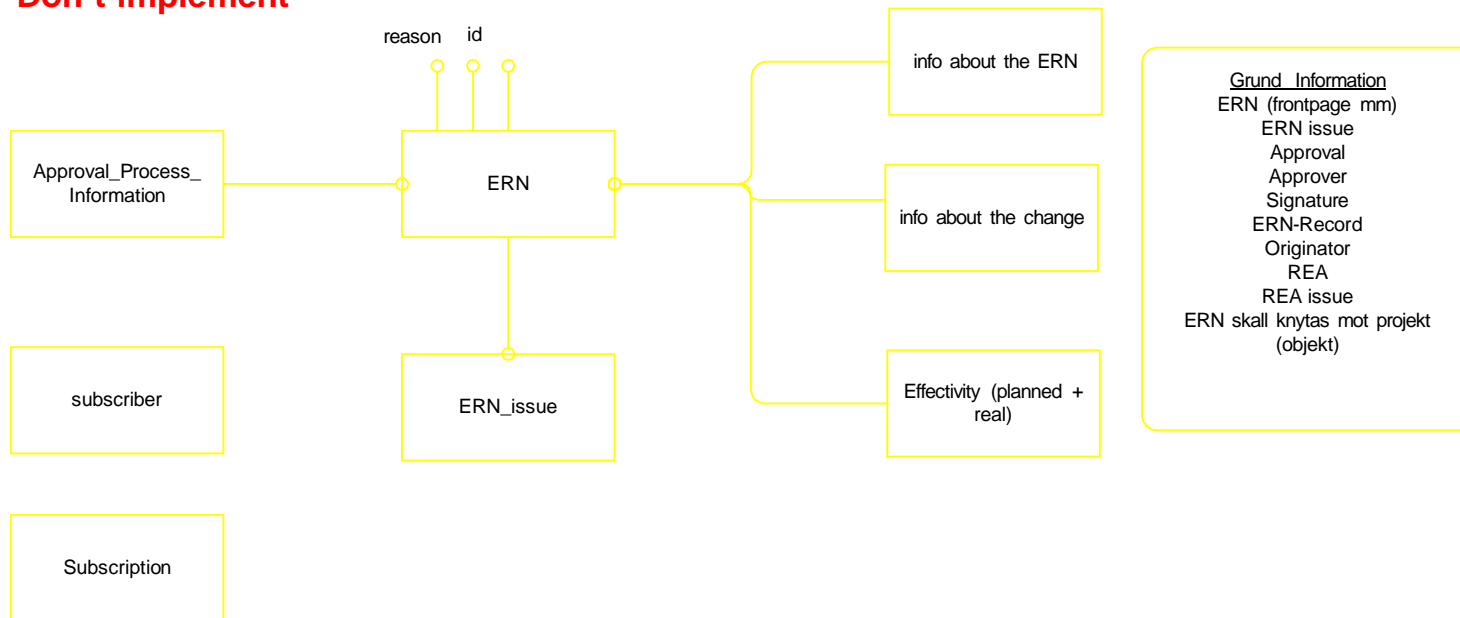 Don't implement
reason
id
info about the ERN
Approval_Process_
Information
ERN
info about the change
subscriber
ERN_issue
Effectivity (planned +
real)
Subscription
Grund Information
ERN (frontpage mm)
ERN issue
Approval
Approver
Signature
ERN-Record
Originator
REA
REA issue
ERN skall knytas mot projekt
(objekt)